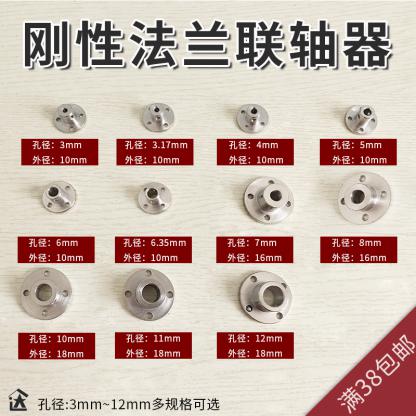 刚性法兰联轴器
孔径：3mm
外径：10mm
孔径：3.17mm
外径：10mm
孔径：4mm
外径：10mm
孔径：5mm
外径：10mm
孔径：6mm
外径：10mm
孔径：6.35mm
外径：10mm
孔径：7mm
外径：16mm
孔径：8mm
外径：16mm
孔径：10mm
外径：18mm
孔径：11mm
外径：18mm
孔径：12mm
外径：18mm
满38包邮
孔径:3mm~12mm多规格可选